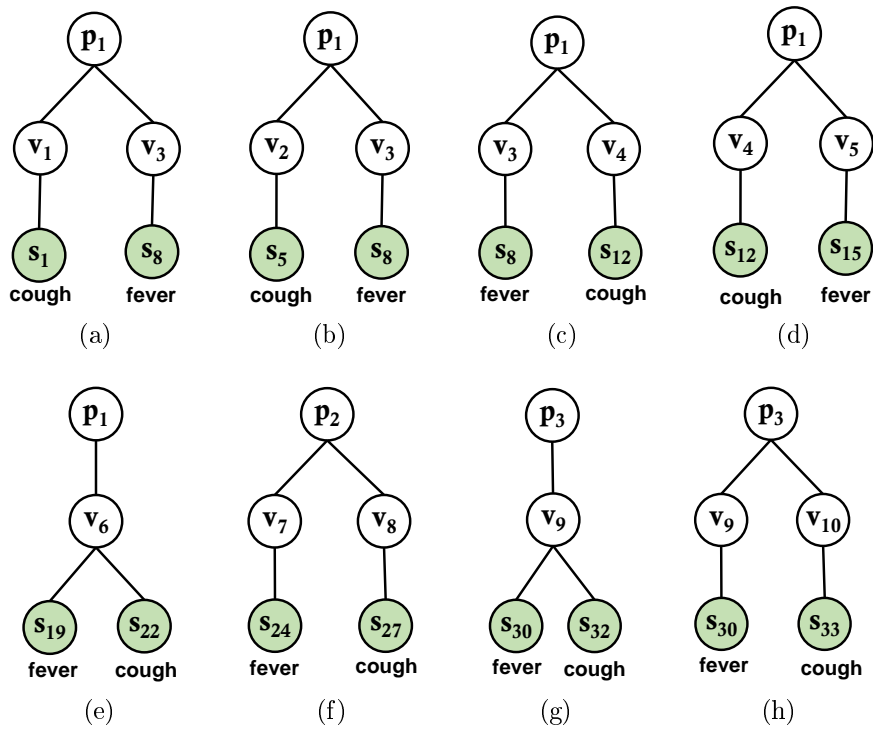 p1 p1 p1 p1
v1 v3 v2 v3 v3 v4 v4 v5
s1 s8 s5 s8 s8 s12 s12 s15
cough fever cough fever fever cough cough fever
(a) (b) (c) (d)
p1 p2 p3 p3
v6 v7 v8 v9 v9 v10
s19 s22 s24 s27 s30 s32 s30 s33
fever cough fever cough fever cough fever cough
(e) (f) (g) (h)